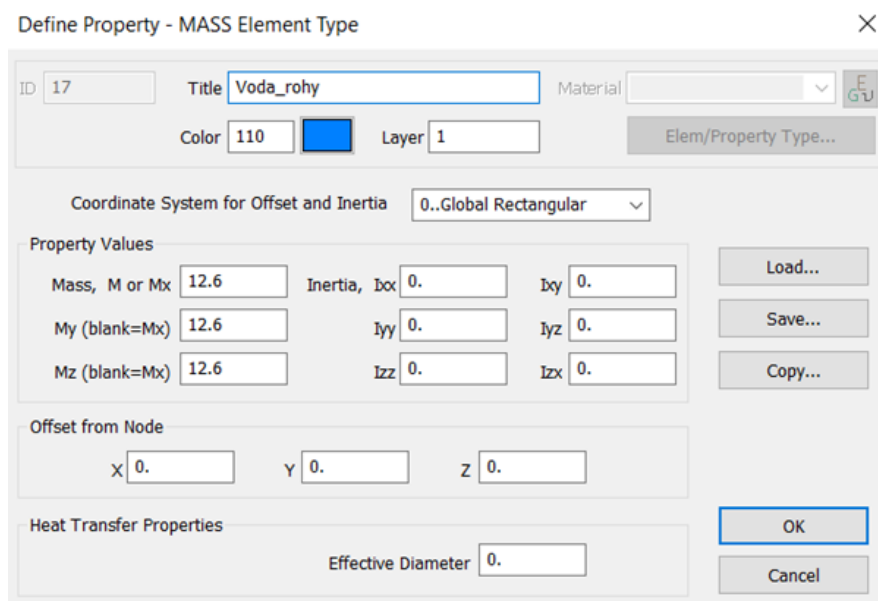 Define Property - MASS Element Type
ID 17 Title Voda_rohy Material
E
G υ
Color 110 Layer 1 Elem/Property Type...
Coordinate System for Offset and Inertia 0..Global Rectangular
Property Values
Mass, M or Mx 12.6 Inertia, Ixx 0. Ixy 0. Load...
My (blank=Mx) 12.6 Iyy 0. Iyz 0. Save...
Mz (blank=Mx) 12.6 Izz 0. Izx 0. Copy...
Offset from Node
X 0. Y 0. Z 0.
Heat Transfer Properties OK
Effective Diameter 0. Cancel